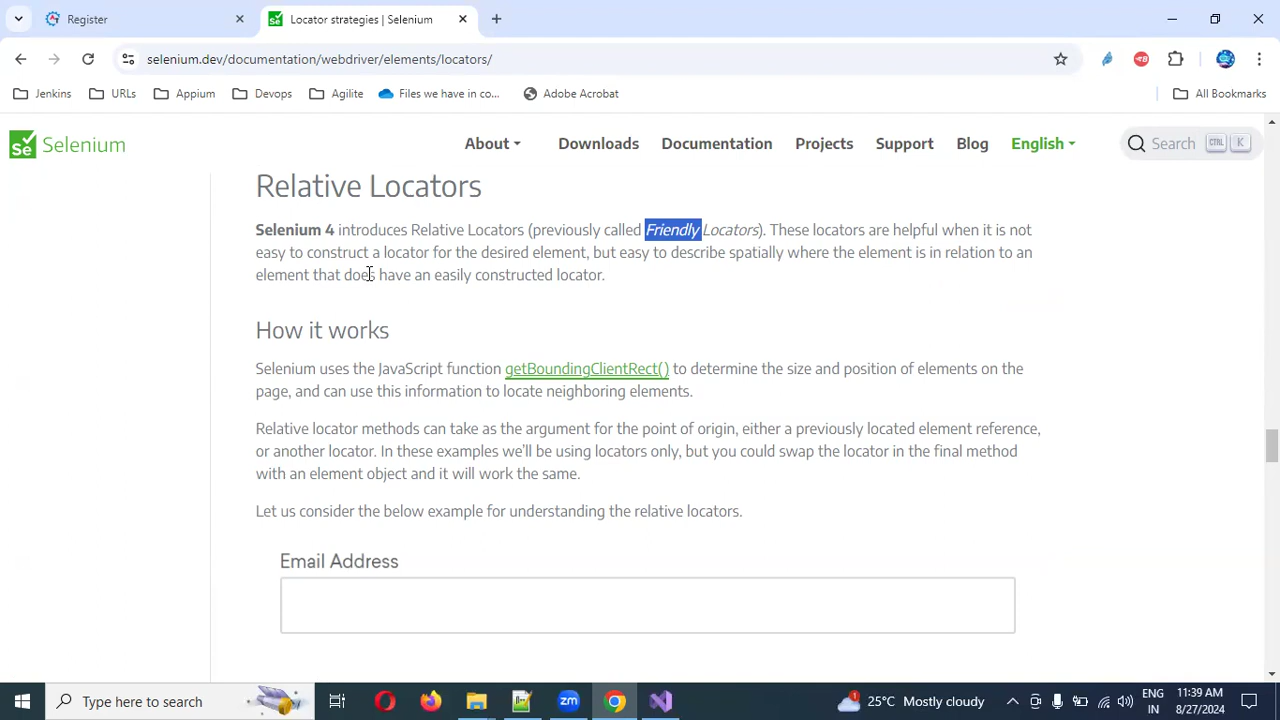 Register
Locator strategies | Selenium
selenium.dev/documentation/webdriver/elements/locators/
Jenkins URLs Appium Devops Agilite Files we have in co... Adobe Acrobat All Bookmarks
Selenium About Downloads Documentation Projects Support Blog English Search CTRL K
Relative Locators
Selenium 4 introduces Relative Locators (previously called Friendly Locators). These locators are helpful when it is not
easy to construct a locator for the desired element, but easy to describe spatially where the element is in relation to an
element that does have an easily constructed locator.
How it works
Selenium uses the JavaScript function getBoundingClientRect() to determine the size and position of elements on the
page, and can use this information to locate neighboring elements.
Relative locator methods can take as the argument for the point of origin, either a previously located element reference,
or another locator. In these examples we’ll be using locators only, but you could swap the locator in the final method
with an element object and it will work the same.
Let us consider the below example for understanding the relative locators.
Email Address
Type here to search
zm
1
25°C Mostly cloudy
ENG
IN
11:39 AM
8/27/2024